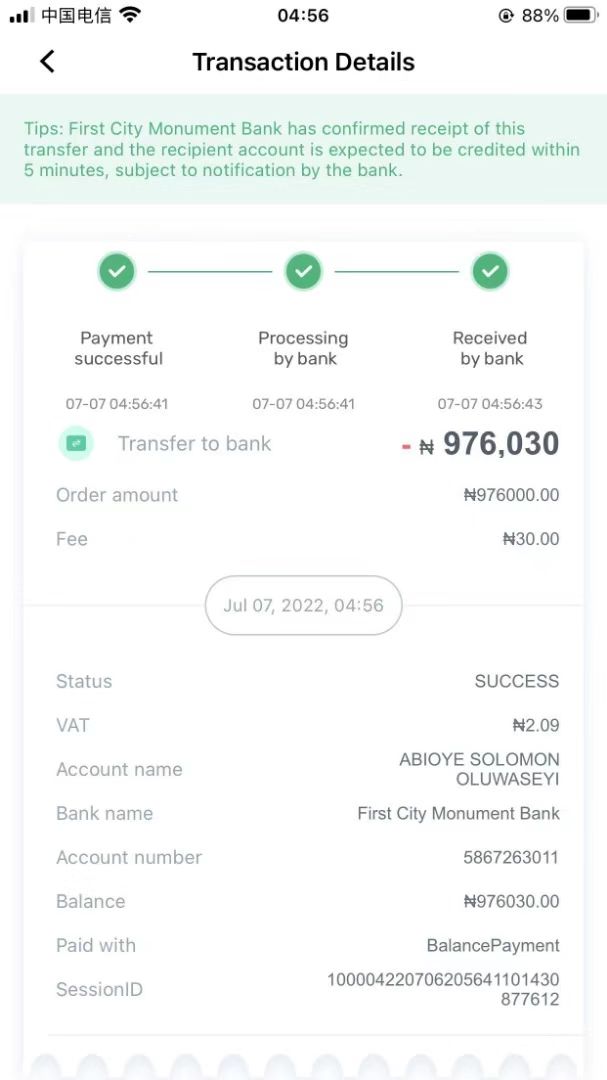 中国电信
04:56
88%
Transaction Details
Tips: First City Monument Bank has confirmed receipt of this
transfer and the recipient account is expected to be credited within
5 minutes, subject to notification by the bank.
Payment
successful
Processing
by bank
Received
by bank
07-07 04:56:41
07-07 04:56:41
07-07 04:56:43
Transfer to bank
- ₦ 976,030
Order amount
₦976000.00
Fee
₦30.00
Jul 07, 2022, 04:56
Status
SUCCESS
VAT
₦2.09
Account name
ABIOYE SOLOMON
OLUWASEYI
Bank name
First City Monument Bank
Account number
5867263011
Balance
₦976030.00
Paid with
BalancePayment
SessionID
100004220706205641101430
877612